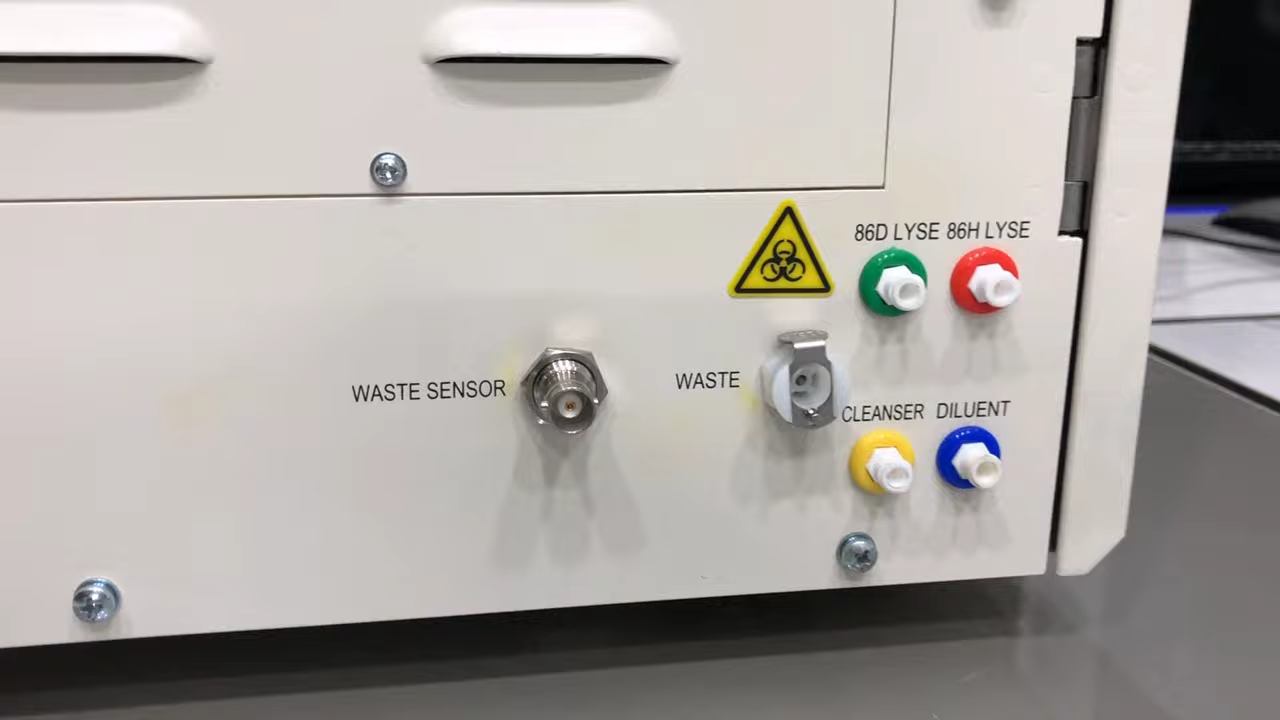 86D LYSE 86H LYSE
WASTE SENSOR
WASTE
CLEANSER DILUENT